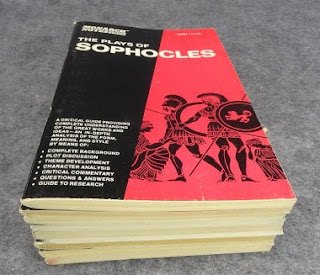 MONARCH
NOTES
THE PLAYS OF
SOPHOCLES
A CRITICAL GUIDE PROVIDING
COMPLETE UNDERSTANDING
OF THE GREAT WORKS AND
IDEAS—AN IN-DEPTH
ANALYSIS OF THE FORM,
MEANING, AND STYLE
BY MEANS OF:
• COMPLETE BACKGROUND
• PLOT DISCUSSION
• THEME DEVELOPMENT
• CHARACTER ANALYSIS
• CRITICAL COMMENTARY
• QUESTIONS & ANSWERS
• GUIDE TO RESEARCH